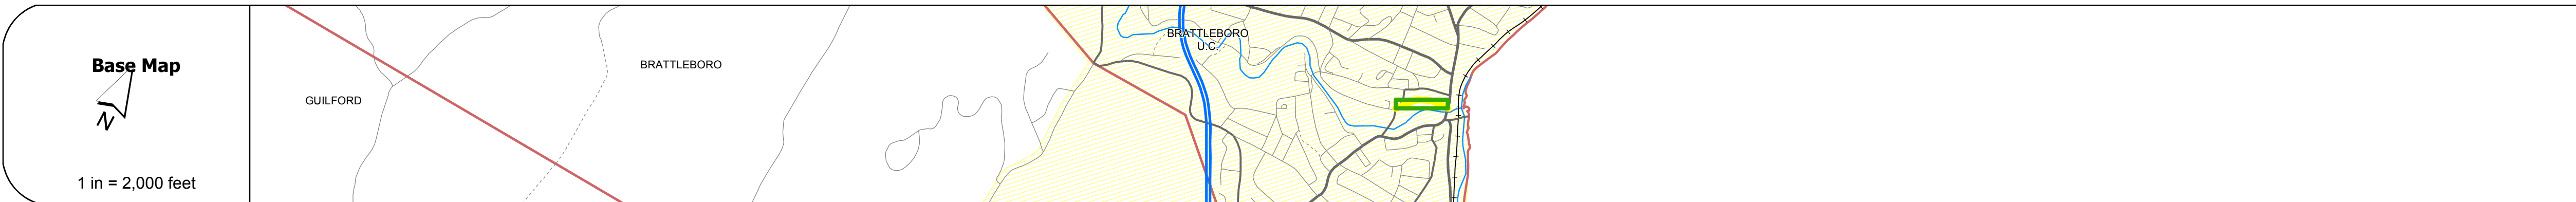 Base Map
N
1 in = 2,000 feet
GUILFORD
BRATTLEBORO
BRATTLEBORO
U.C.